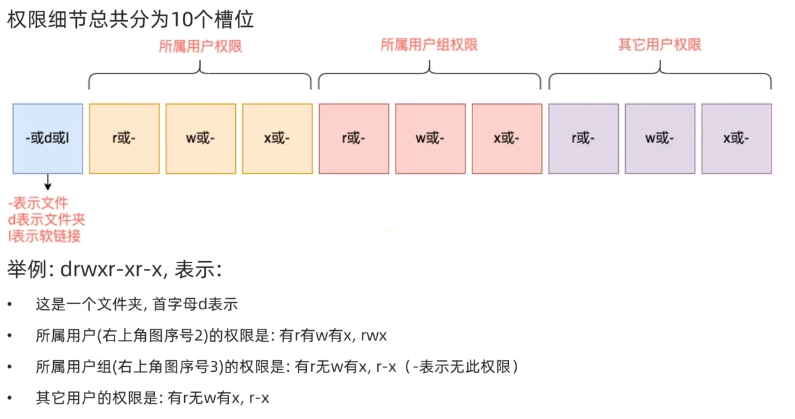 权限细节总共分为10个槽位
所属用户权限 所属用户组权限 其它用户权限
-或d或l r或- w或- x或- r或- w或- x或- r或- w或- x或-
-表示文件
d表示文件夹
l表示软链接
举例: drwxr-xr-x, 表示:
• 这是一个文件夹, 首字母d表示
• 所属用户(右上角图序号2)的权限是: 有r有w有x, rwx
• 所属用户组(右上角图序号3)的权限是: 有r无w有x, r-x（-表示无此权限）
• 其它用户的权限是: 有r无w有x, r-x